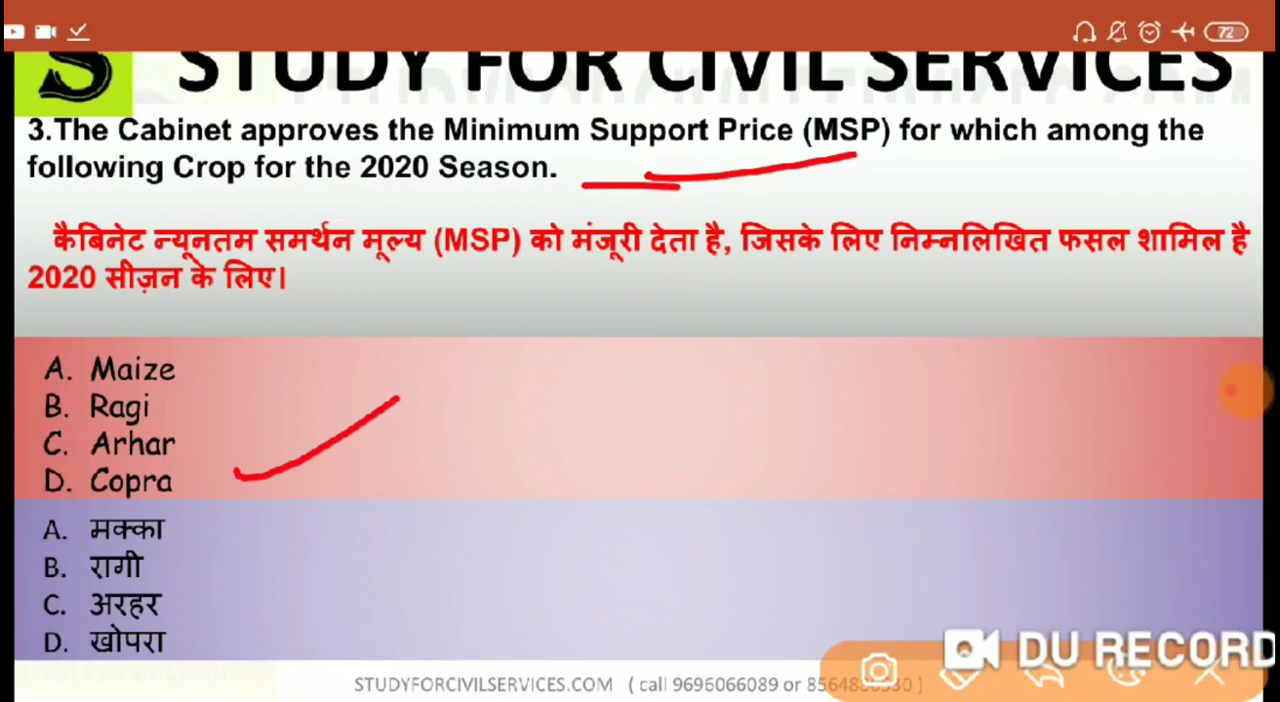 72
S STUDY FOR CIVIL SERVICES
3.The Cabinet approves the Minimum Support Price (MSP) for which among the
following Crop for the 2020 Season.
कैबिनेट न्यूनतम समर्थन मूल्य (MSP) को मंजूरी देता है, जिसके लिए निम्नलिखित फसल शामिल है
2020 सीज़न के लिए।
A. Maize
B. Ragi
C. Arhar
D. Copra
A. मक्का
B. रागी
C. अरहर
D. खोपरा
DU RECORD
STUDYFORCIVILSERVICES.COM ( call 9696066089 or )